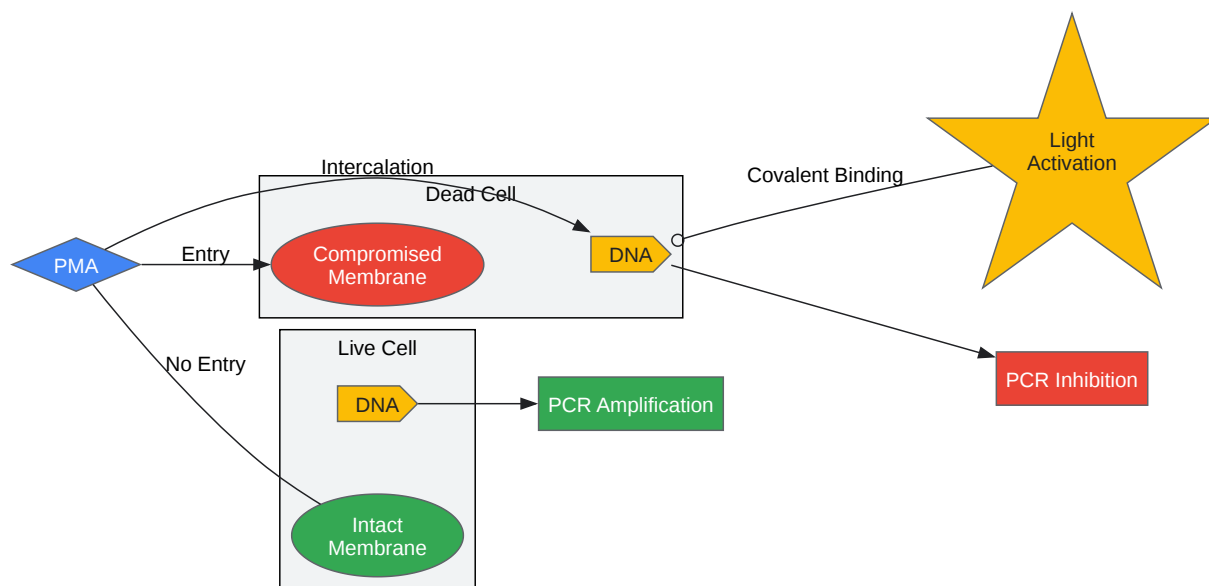 Light
Activation
Intercalation
Covalent Binding
Dead Cell
Entry
Compromised
Membrane
DNA
PMA
Live Cell
No Entry
PCR Inhibition
DNA
PCR Amplification
Intact
Membrane